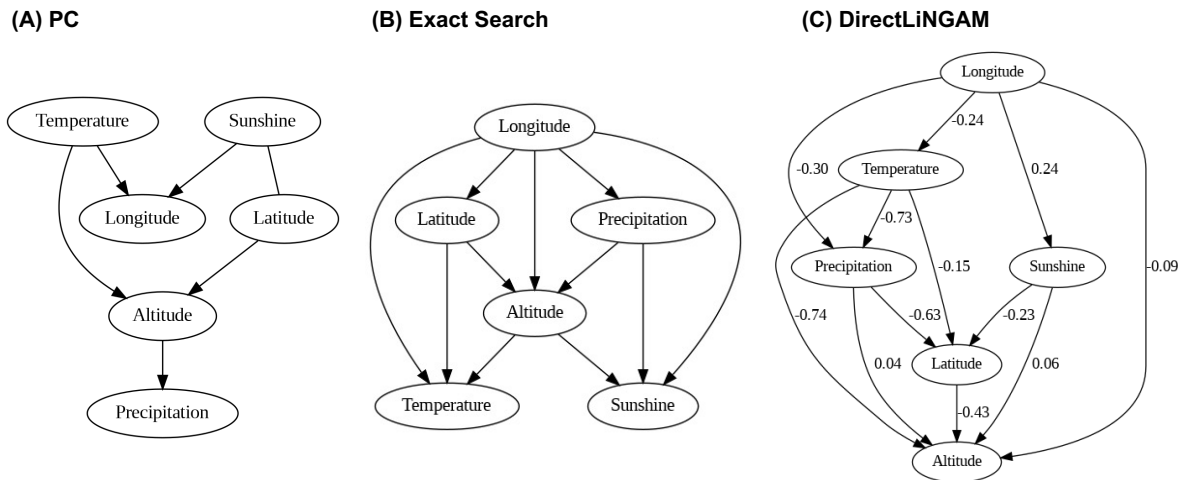 (A) PC
Temperature
Sunshine
Longitude
Latitude
Altitude
Precipitation
(B) Exact Search
Longitude
Latitude
Precipitation
Altitude
Temperature
Sunshine
(C) DirectLiNGAM
Longitude
-0.24
Temperature
-0.30
0.24
-0.73
Precipitation
-0.15
Sunshine
-0.09
-0.74
-0.63
-0.23
0.04
Latitude
0.06
-0.43
Altitude